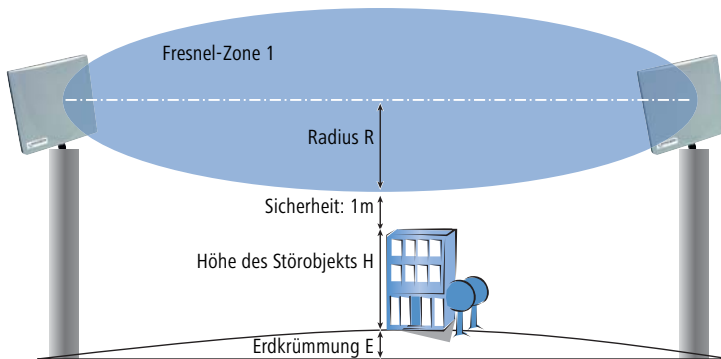 Fresnel-Zone 1
Radius R
Sicherheit: 1m
Höhe des Störobjekts H
Erdkrümmung E